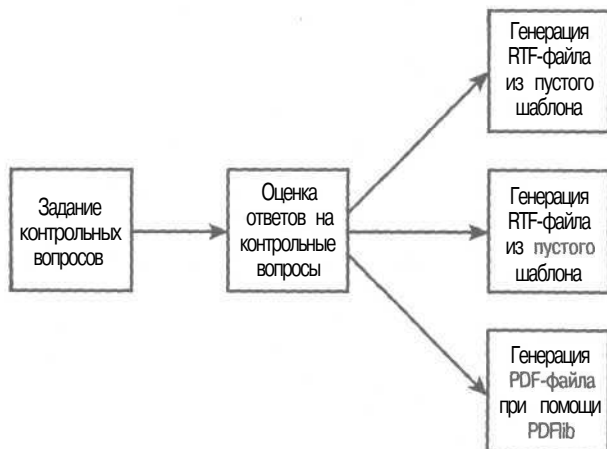 Генерация
RTF-файла
из пустого
шаблона
Задание
контрольных
вопросов
Оценка
ответов на
контрольные
вопросы
Генерация
RTF-файла
из пустого
шаблона
Генерация
PDF-файла
при помощи
PDFlib